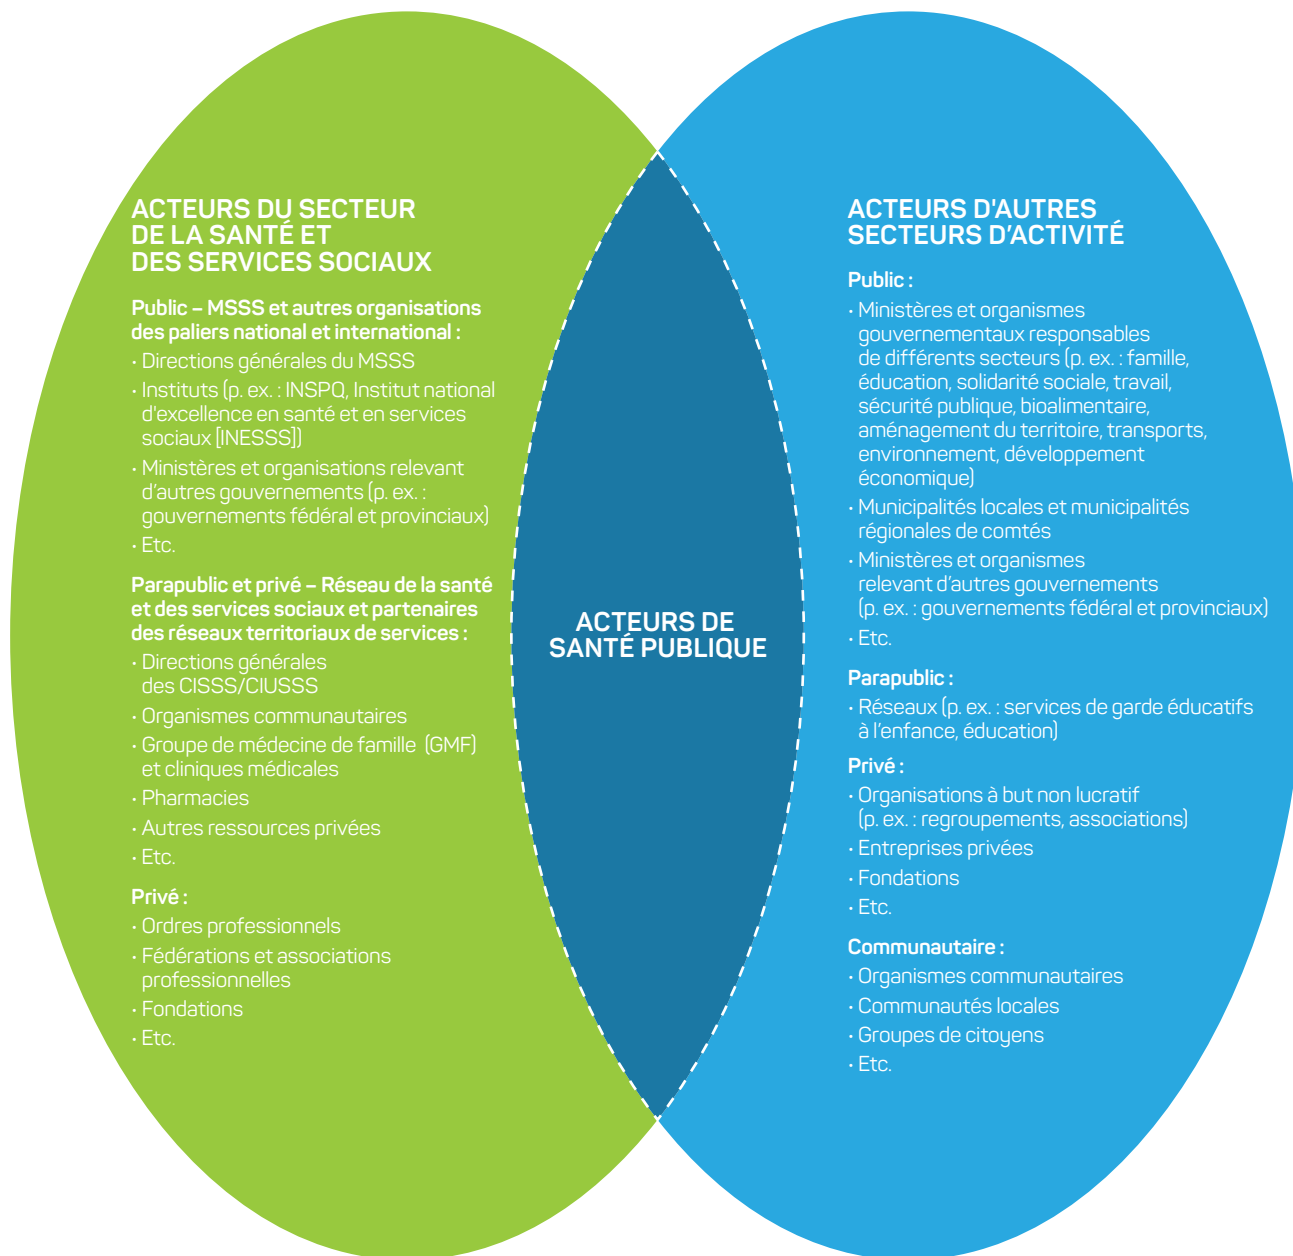 ACTEURS DU SECTEUR
DE LA SANTÉ ET
DES SERVICES SOCIAUX
Public – MSSS et autres organisations
des paliers national et international :
· Directions générales du MSSS
· Instituts (p. ex. : INSPQ, Institut national
d'excellence en santé et en services
sociaux [INESSS])
· Ministères et organisations relevant
d’autres gouvernements (p. ex. :
gouvernements fédéral et provinciaux)
· Etc.
Parapublic et privé – Réseau de la santé
et des services sociaux et partenaires
des réseaux territoriaux de services :
· Directions générales
des CISSS/CIUSSS
· Organismes communautaires
· Groupe de médecine de famille (GMF)
et cliniques médicales
· Pharmacies
· Autres ressources privées
· Etc.
Privé :
· Ordres professionnels
· Fédérations et associations
professionnelles
· Fondations
· Etc.
ACTEURS DE
SANTÉ PUBLIQUE
ACTEURS D'AUTRES
SECTEURS D’ACTIVITÉ
Public :
· Ministères et organismes
gouvernementaux responsables
de différents secteurs (p. ex. : famille,
éducation, solidarité sociale, travail,
sécurité publique, bioalimentaire,
aménagement du territoire, transports,
environnement, développement
économique)
· Municipalités locales et municipalités
régionales de comtés
· Ministères et organismes
relevant d’autres gouvernements
(p. ex. : gouvernements fédéral et provinciaux)
· Etc.
Parapublic :
· Réseaux (p. ex. : services de garde éducatifs
à l’enfance, éducation)
Privé :
· Organisations à but non lucratif
(p. ex. : regroupements, associations)
· Entreprises privées
· Fondations
· Etc.
Communautaire :
· Organismes communautaires
· Communautés locales
· Groupes de citoyens
· Etc.